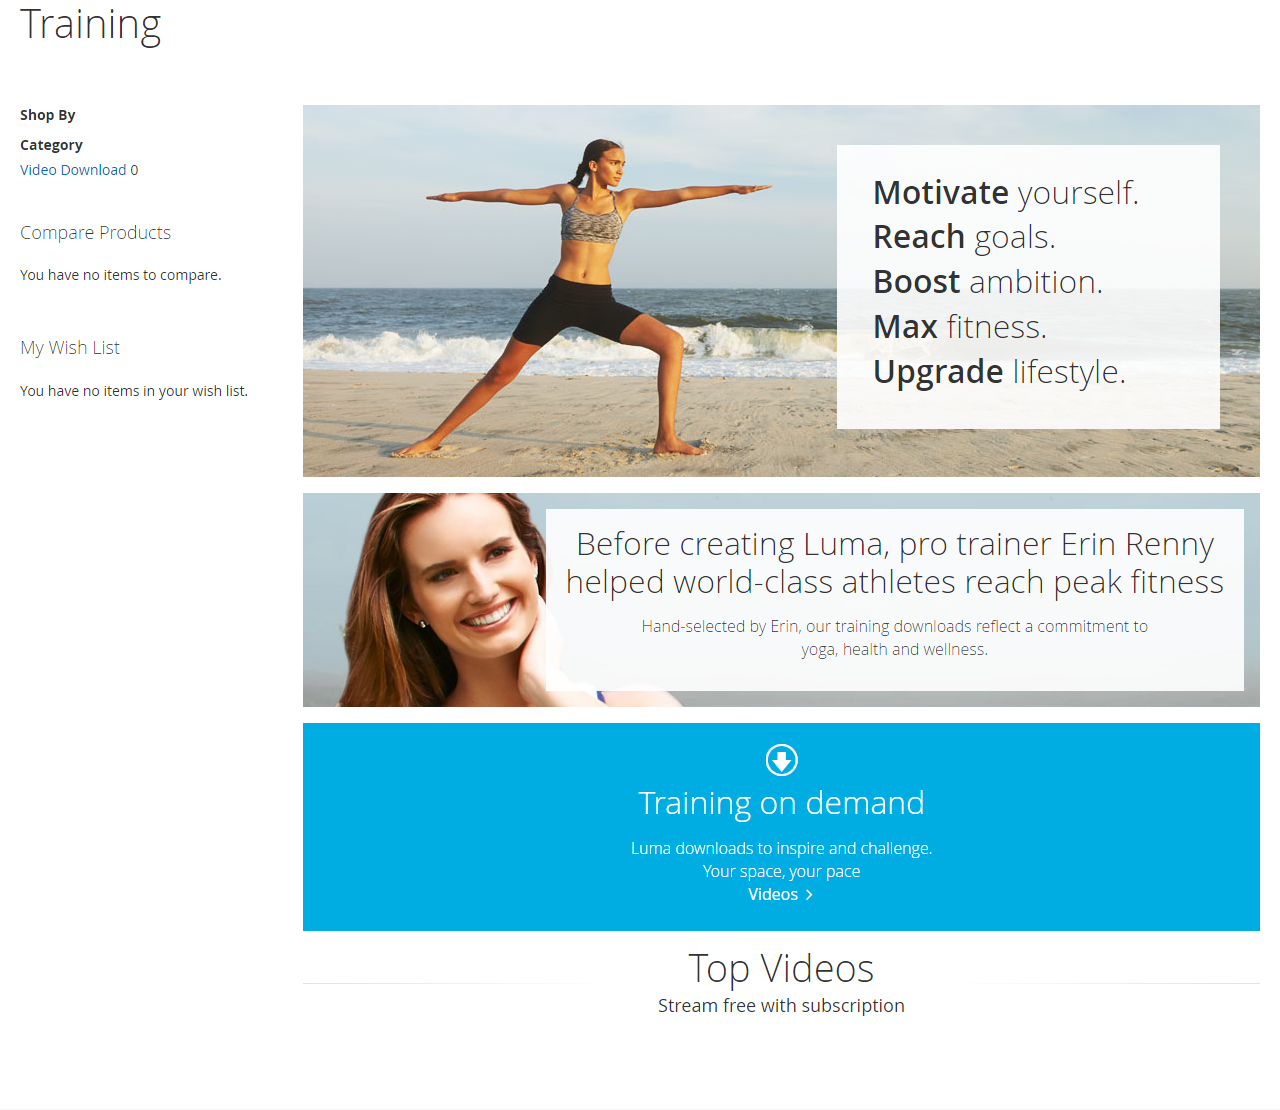 Training
Shop By
Category
Video Download 0
Compare Products
You have no items to compare.
My Wish List
You have no items in your wish list.
Motivate yourself.
Reach goals.
Boost ambition.
Max fitness.
Upgrade lifestyle.
Before creating Luma, pro trainer Erin Renny
helped world-class athletes reach peak fitness
Hand-selected by Erin, our training downloads reflect a commitment to
yoga, health and wellness.
Training on demand
Luma downloads to inspire and challenge.
Your space, your pace
Videos >
Top Videos
Stream free with subscription